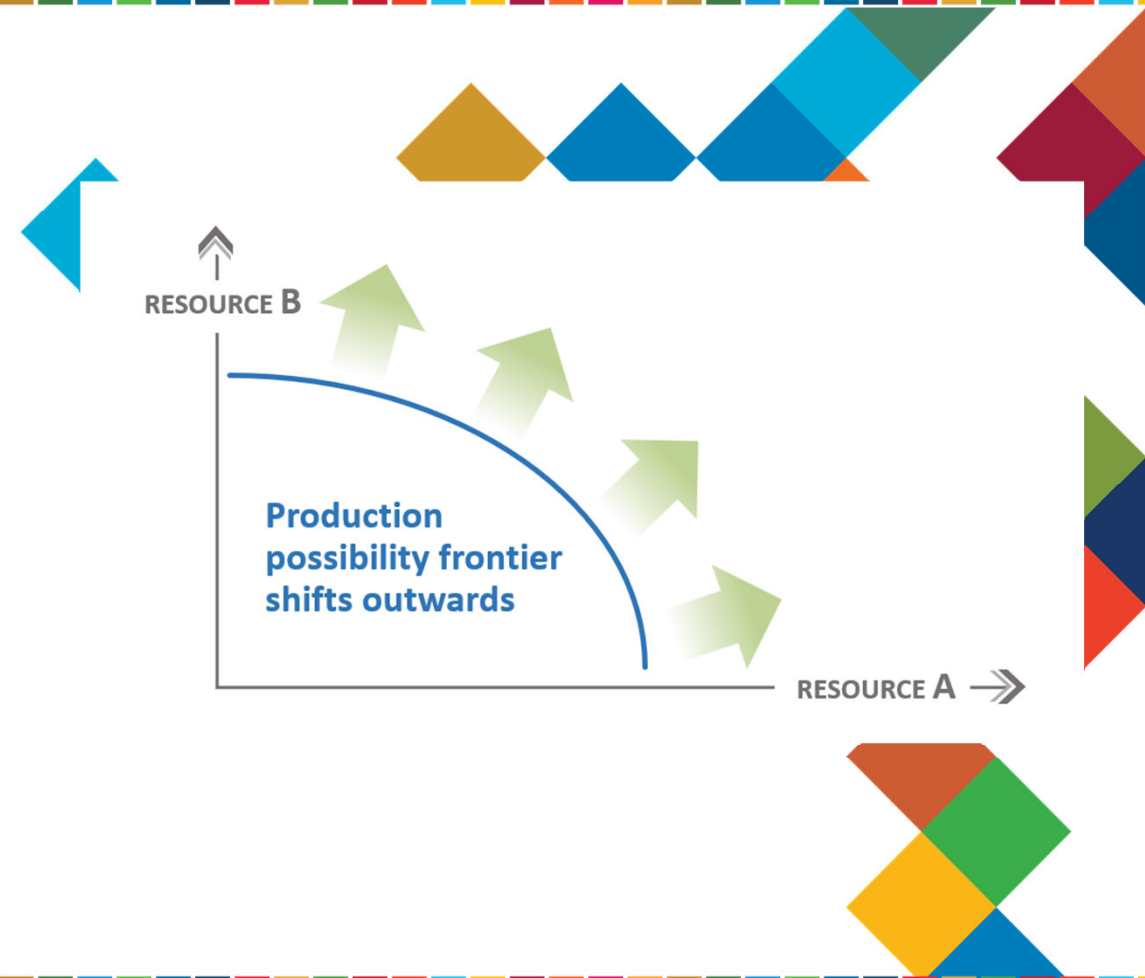 RESOURCE B
Production
possibility frontier
shifts outwards
RESOURCE A